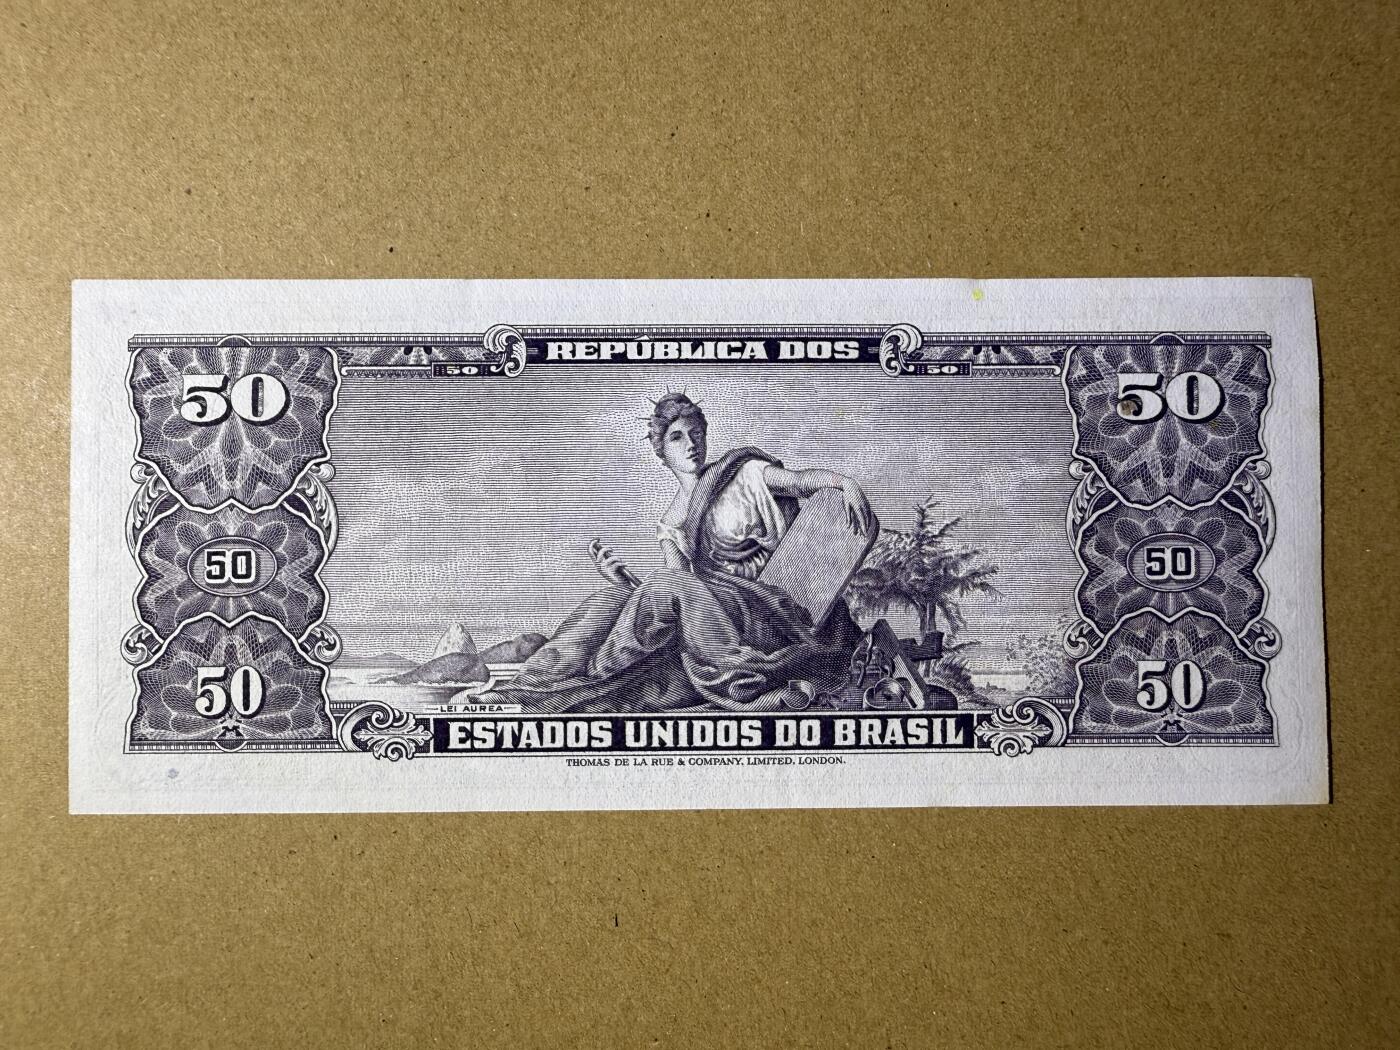 REPÚBLICA DOS
50 50
50 50
50 50
50 50
LEI AUREA
ESTADOS UNIDOS DO BRASIL
THOMAS DE LA RUE & COMPANY, LIMITED, LONDON.